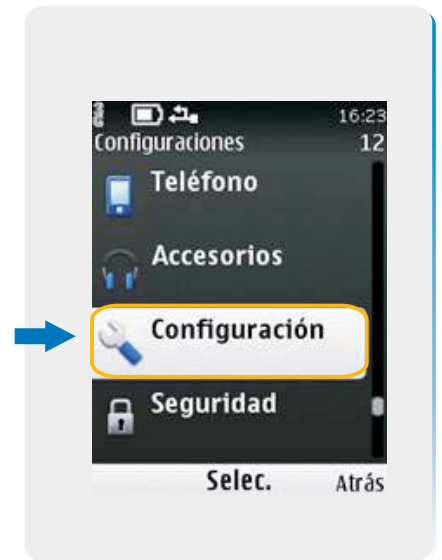 16:23
Configuraciones 12
Teléfono
Accesorios
Configuración
Seguridad
Selec. Atrás